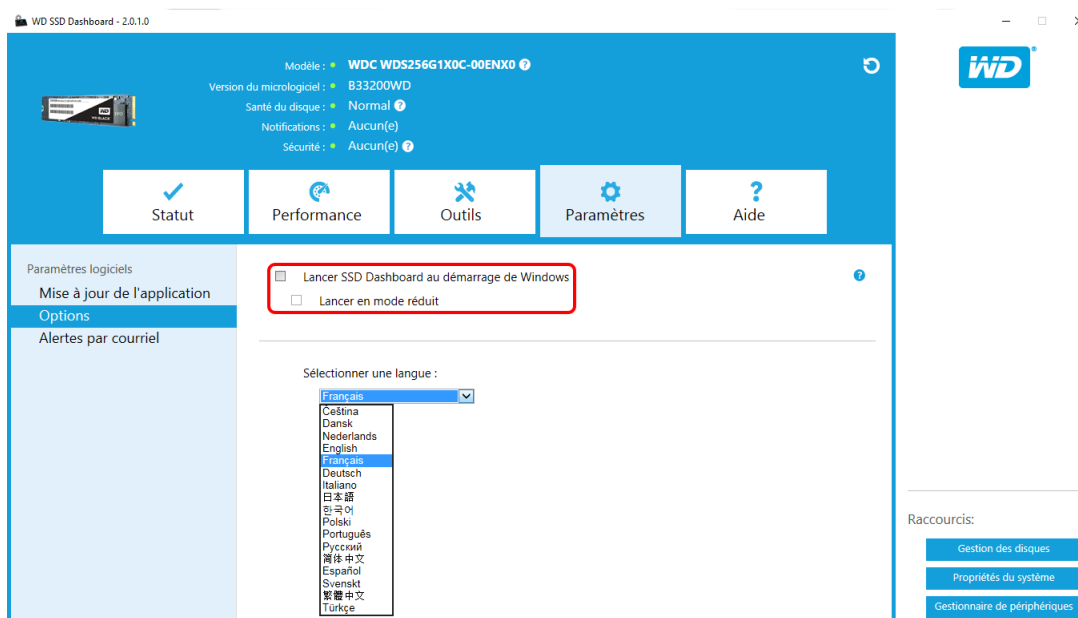 WD SSD Dashboard - 2.0.1.0
Modèle : WDC WDS256G1X0C-00ENX0 ?
Version du micrologiciel : B33200WD
Santé du disque : Normal ?
Notifications : Aucun(e)
Sécurité : Aucun(e) ?
WD
Statut
Performance
Outils
Paramètres
?
Aide
Paramètres logiciels
Mise à jour de l'application
Options
Alertes par courriel
Lancer SSD Dashboard au démarrage de Windows
?
Lancer en mode réduit
Sélectionner une langue :
Français
Čeština
Dansk
Nederlands
English
Français
Deutsch
Italiano
日本語
한국어
Polski
Português
Русский
简体中文
Español
Svenskt
繁體中文
Türkçe
Raccourcis:
Gestion des disques
Propriétés du système
Gestionnaire de périphériques